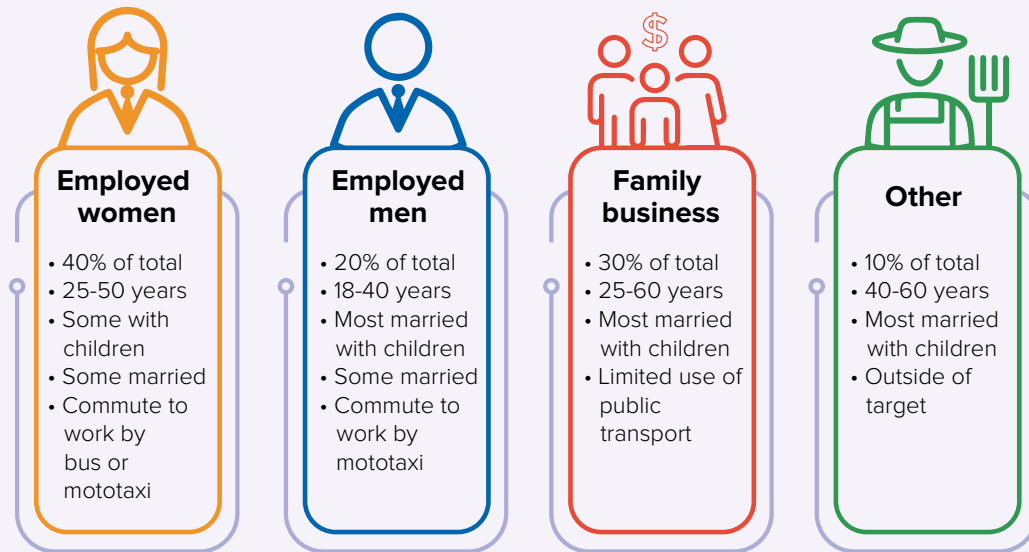 $
Employed
women
• 40% of total
• 25-50 years
• Some with
children
• Some married
• Commute to
work by
bus or
mototaxi
Employed
men
• 20% of total
• 18-40 years
• Most married
with children
• Some married
• Commute to
work by
mototaxi
Family
business
• 30% of total
• 25-60 years
• Most married
with children
• Limited use of
public
transport
Other
• 10% of total
• 40-60 years
• Most married
with children
• Outside of
target